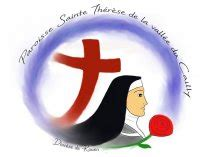 Paroisse Sainte Thérèse de la vallée du Cailly
Diocèse de Rouen